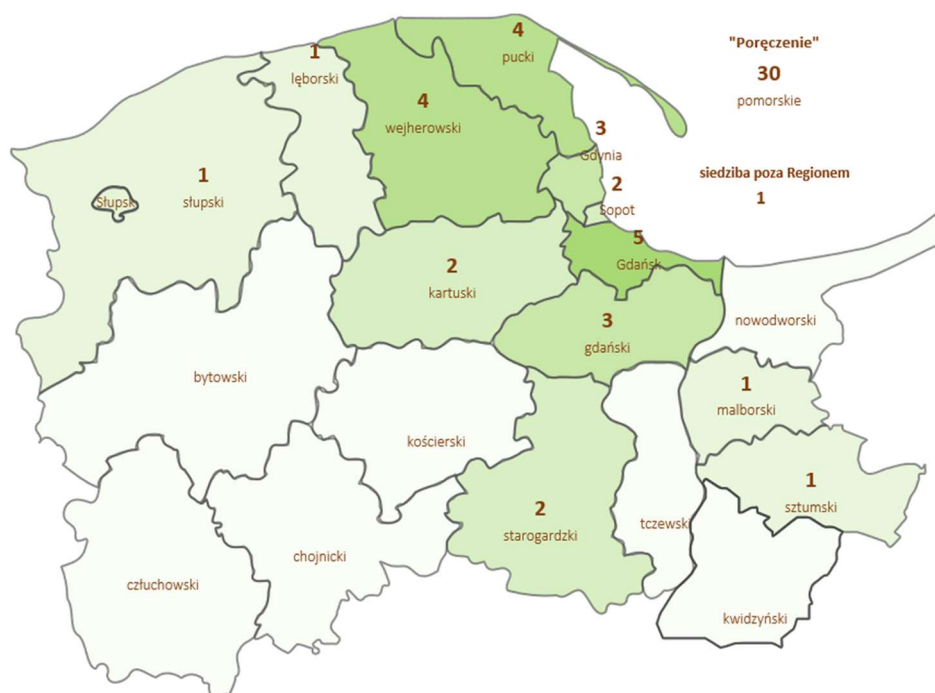 4
pucki
"Poręczenie"
30
pomorskie
1
lęborski
4
wejherowski
3
Gdynia
siedziba poza Regionem
1
1
słupski
Słupsk
2
Sopot
5
Gdańsk
2
kartuski
3
gdański
nowodworski
bytowski
1
malborski
kościerski
1
sztumski
2
starogardzki
tczewski
chojnicki
człuchowski
kwidzyński